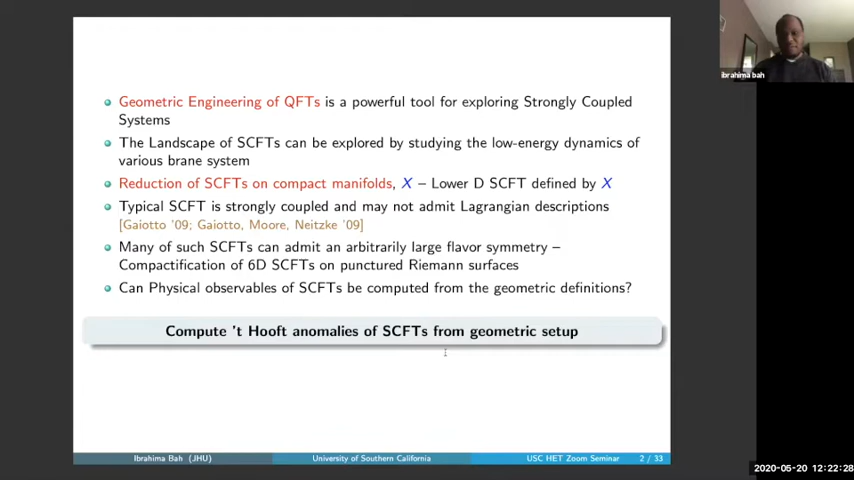 ibrahima bah
Geometric Engineering of QFTs is a powerful tool for exploring Strongly Coupled
Systems
The Landscape of SCFTs can be explored by studying the low-energy dynamics of
various brane system
Reduction of SCFTs on compact manifolds, X – Lower D SCFT defined by X
Typical SCFT is strongly coupled and may not admit Lagrangian descriptions
[Gaiotto '09; Gaiotto, Moore, Neitzke '09]
Many of such SCFTs can admit an arbitrarily large flavor symmetry –
Compactification of 6D SCFTs on punctured Riemann surfaces
Can Physical observables of SCFTs be computed from the geometric definitions?
Compute 't Hooft anomalies of SCFTs from geometric setup
Ibrahima Bah (JHU) University of Southern California USC HET Zoom Seminar 2 / 33
2020-05-20 12:22:28